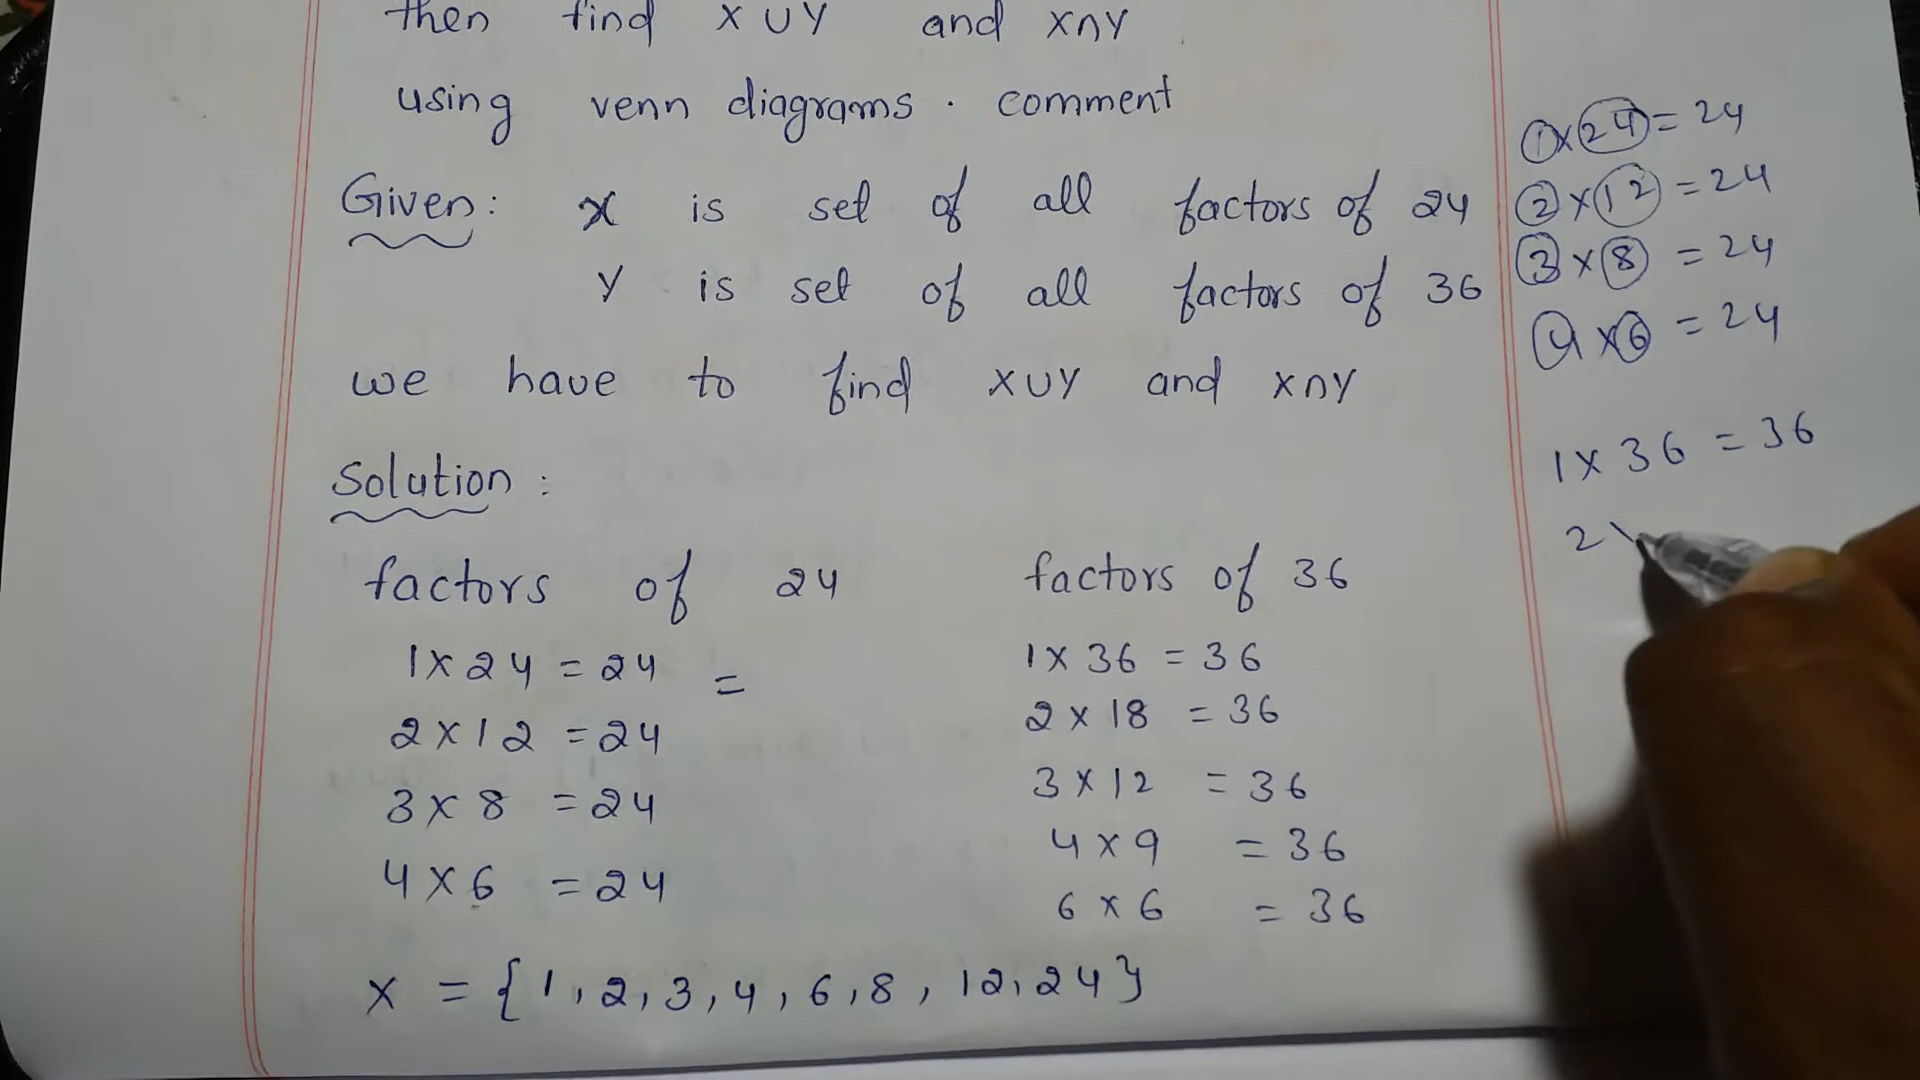 then find X∪Y and X∩Y
using venn diagrams . comment
Given: X is set of all factors of 24
Y is set of all factors of 36
we have to find X∪Y and X∩Y
Solution :
factors of 24
1 x 24 = 24 =
2 x 12 = 24
3 x 8 = 24
4 x 6 = 24
factors of 36
1 x 36 = 36
2 x 18 = 36
3 x 12 = 36
4 x 9 = 36
6 x 6 = 36
X = {1, 2, 3, 4, 6, 8, 12, 24}
1 x 24 = 24
2 x 12 = 24
3 x 8 = 24
4 x 6 = 24
1 x 36 = 36
2